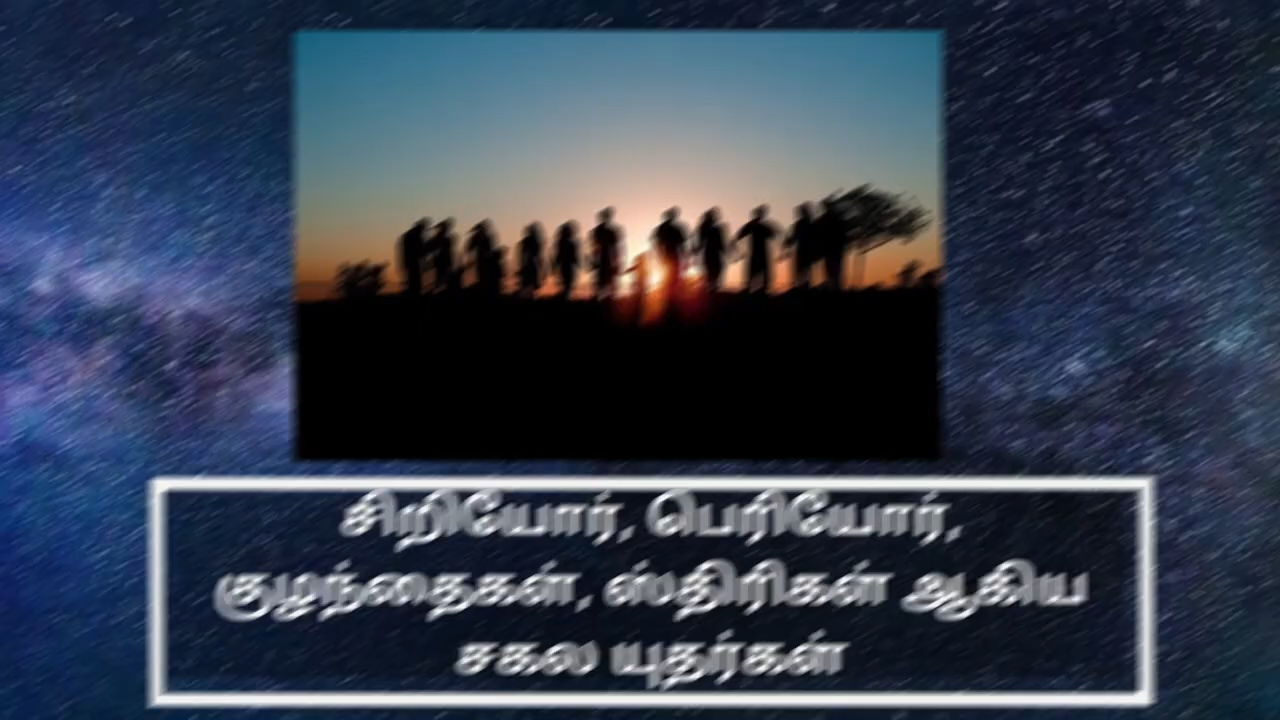 சிறியோர், பெரியோர்,
குழந்தைகள், ஸ்திரிகள் ஆகிய
சகல யுதர்கள்